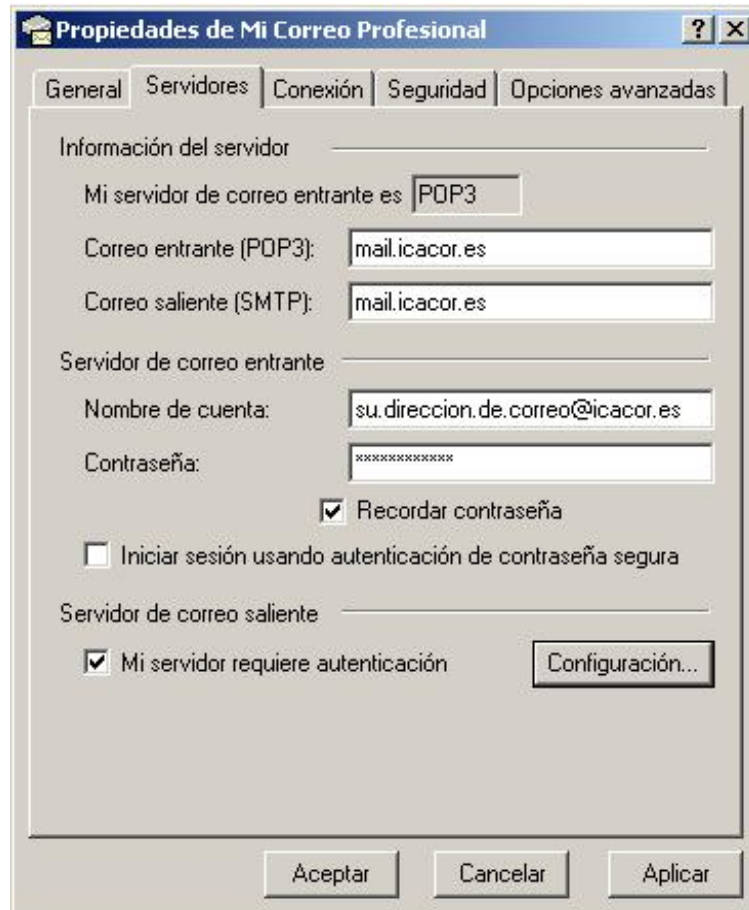 Propiedades de Mi Correo Profesional
General Servidores Conexión Seguridad Opciones avanzadas
Información del servidor
Mi servidor de correo entrante es POP3
Correo entrante (POP3): mail.icacor.es
Correo saliente (SMTP): mail.icacor.es
Servidor de correo entrante
Nombre de cuenta: su.direccion.de.correo@icacor.es
Contraseña: ************
Recordar contraseña
Iniciar sesión usando autenticación de contraseña segura
Servidor de correo saliente
Mi servidor requiere autenticación Configuración...
Aceptar Cancelar Aplicar